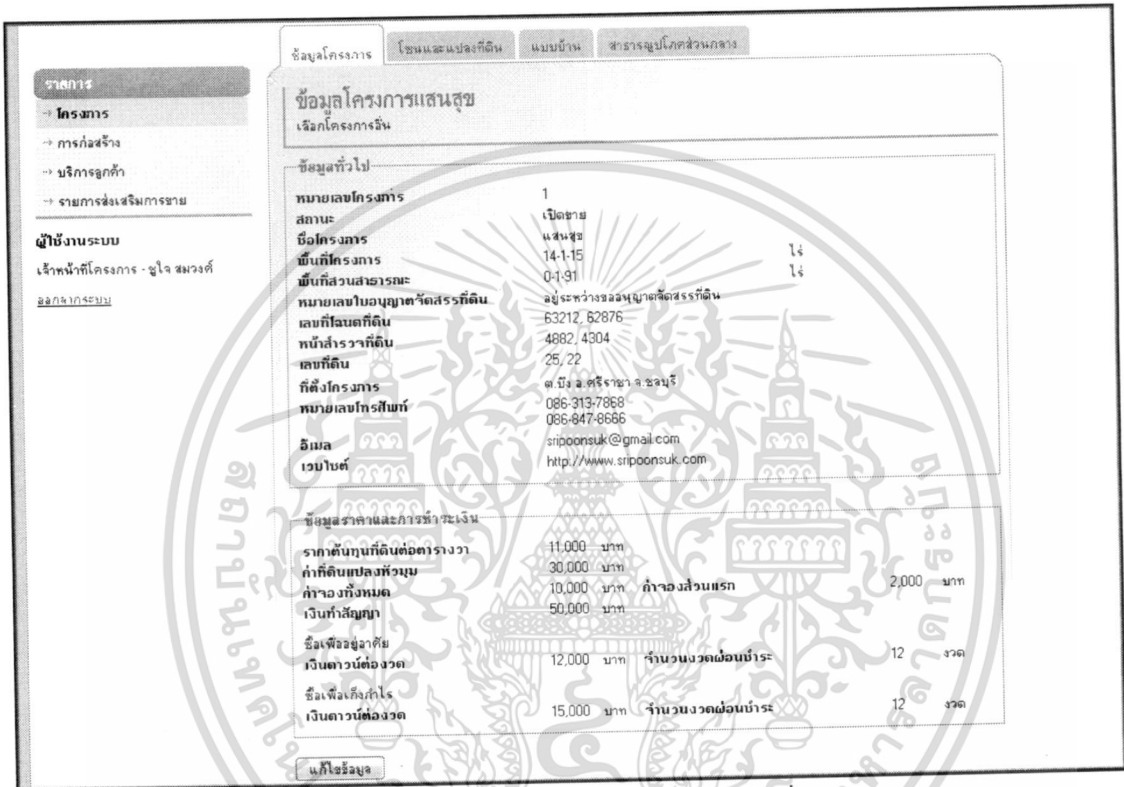 ข้อมูลโครงการ โซนและแปลงที่ดิน แบบบ้าน สาธารณูปโภคส่วนกลาง
รายการ
→ โครงการ
→ การก่อสร้าง
→ บริการลูกค้า
→ รายการส่งเสริมการขาย
ผู้ใช้งานระบบ
เจ้าหน้าที่โครงการ - ชูใจ สมวงค์
ออกจากระบบ
ข้อมูลโครงการแสนสุข
เลือกโครงการอื่น
ข้อมูลทั่วไป
หมายเลขโครงการ 1
สถานะ เปิดขาย
ชื่อโครงการ แสนสุข
พื้นที่โครงการ 14-1-15 ไร่
พื้นที่ส่วนสาธารณะ 0-1-91 ไร่
หมายเลขใบอนุญาตจัดสรรที่ดิน อยู่ระหว่างขออนุญาตจัดสรรที่ดิน
เลขที่โฉนดที่ดิน 63212, 62876
หน้าสำรวจที่ดิน 4882, 4304
เลขที่ดิน 25, 22
ที่ตั้งโครงการ ต.บึง อ.ศรีราชา จ.ชลบุรี
หมายเลขโทรศัพท์ 086-313-7868
086-847-8666
อีเมล sripoonsuk@gmail.com
เวบไซต์ http://www.sripoonsuk.com
ข้อมูลราคาและการชำระเงิน
ราคาต้นทุนที่ดินต่อตารางวา 11,000 บาท
ค่าที่ดินแปลงหัวมุม 30,000 บาท
ค่าจองทั้งหมด 10,000 บาท ค่าจองส่วนแรก 2,000 บาท
เงินทำสัญญา 50,000 บาท
ซื้อเพื่ออยู่อาศัย
เงินดาวน์ต่องวด 12,000 บาท จำนวนงวดผ่อนชำระ 12 งวด
ซื้อเพื่อเก็งกำไร
เงินดาวน์ต่องวด 15,000 บาท จำนวนงวดผ่อนชำระ 12 งวด
แก้ไขข้อมูล